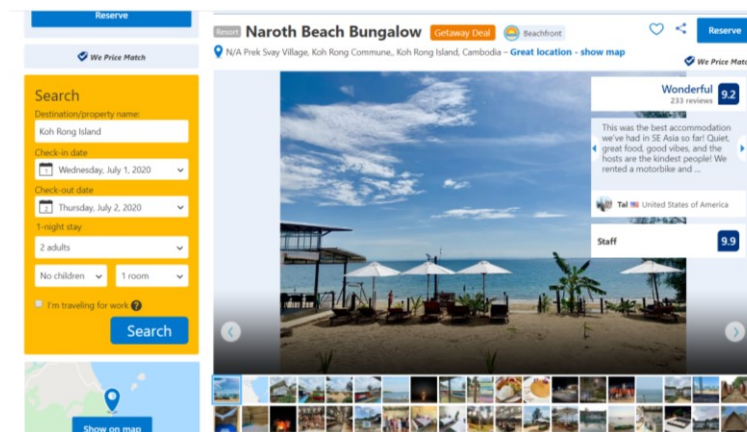 Reserve
We Price Match
Search
Destination/property name:
Koh Rong Island
Check-in date
Wednesday, July 1, 2020
Check-out date
Thursday, July 2, 2020
1-night stay
2 adults
No children
1 room
I'm traveling for work
Search
Show on map
Resort
Naroth Beach Bungalow
Getaway Deal
Beachfront
Reserve
N/A Prek Svay Village, Koh Rong Commune,, Koh Rong Island, Cambodia – Great location - show map
We Price Matc
Wonderful
233 reviews
9.2
This was the best accommodation
we've had in SE Asia so far! Quiet,
great food, good vibes, and the
hosts are the kindest people! We
rented a motorbike and ...
Tal United States of America
Staff
9.9